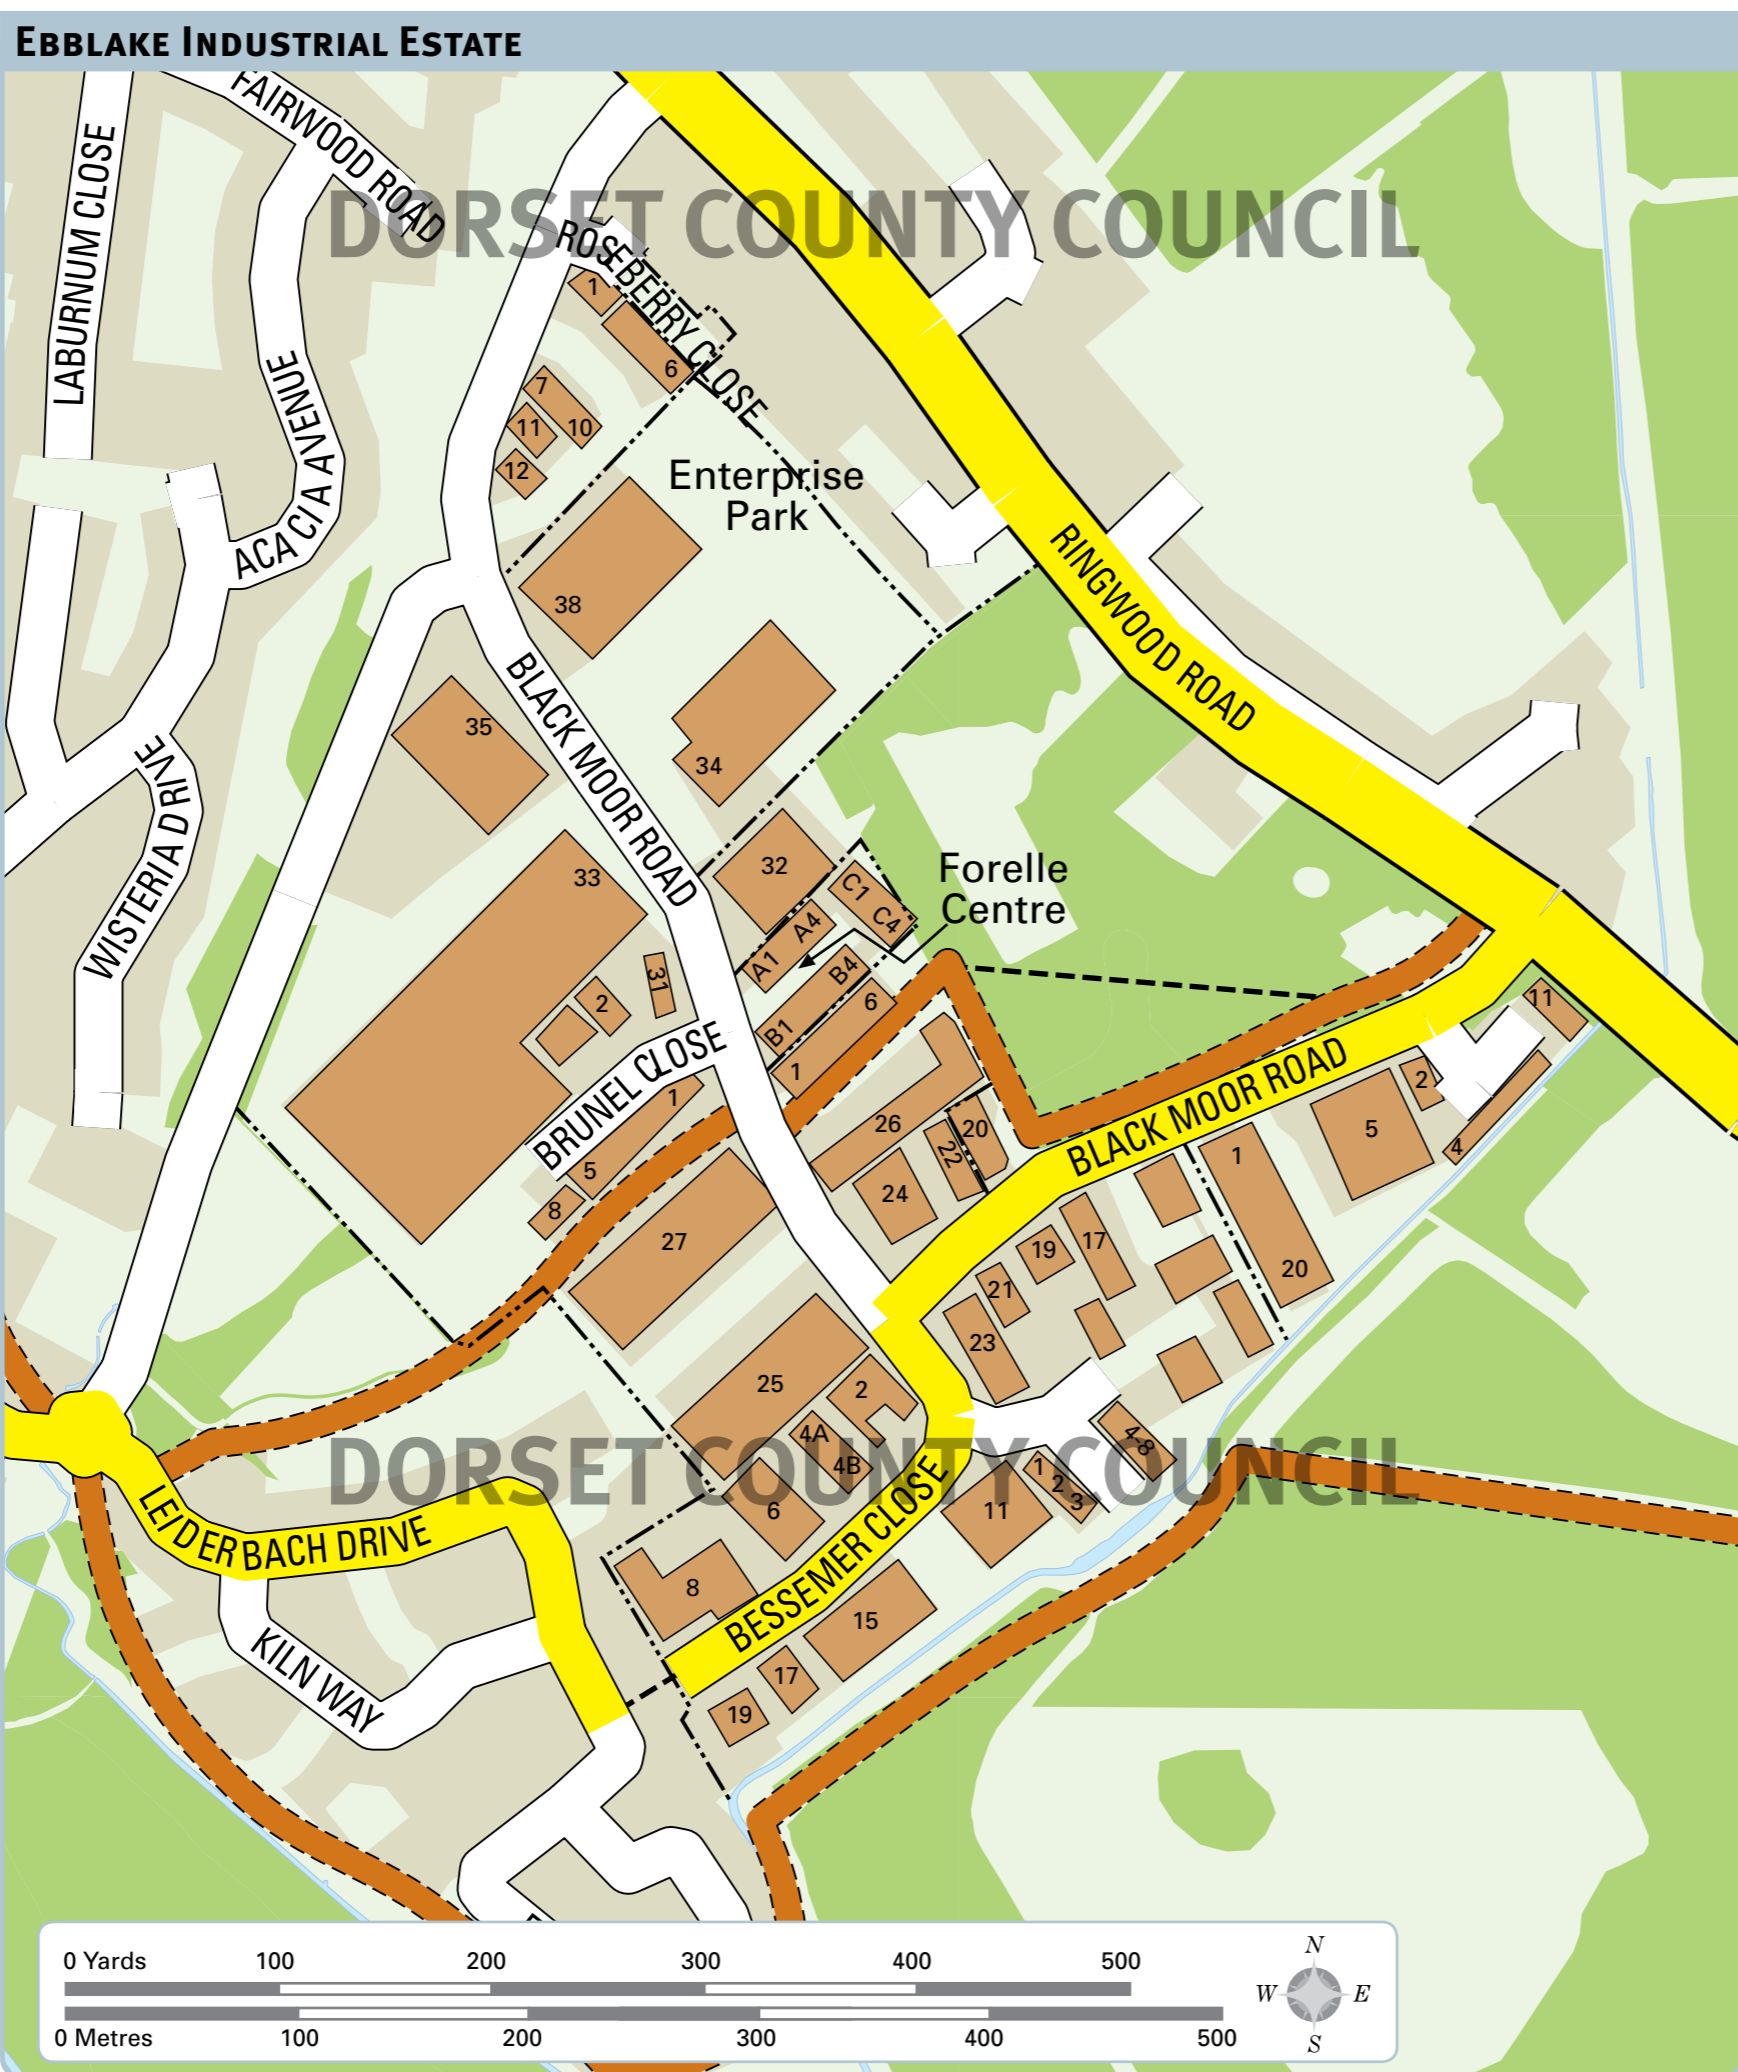 EBBLAKE INDUSTRIAL ESTATE
FAIRWOOD ROAD
LABURNUM CLOSE
DORSET COUNTY COUNCIL
ROSEBERRY CLOSE
1
6
ACACIA AVENUE
7
10
11
12
Enterprise
Park
38
RINGWOOD ROAD
BLACK MOOR ROAD
35
34
WISTERIA DRIVE
33
32
Forelle
Centre
C1
C4
A4
A1
B4
B1
31
2
6
1
11
BRUNEL CLOSE
1
5
8
BLACK MOOR ROAD
2
5
4
26
20
22
24
1
20
27
19
17
21
23
25
2
4A
4B
4-8
DORSET COUNTY COUNCIL
1
2
3
11
6
LEIDERBACH DRIVE
BESSEMER CLOSE
8
15
17
19
KILN WAY
0 Yards 100 200 300 400 500
0 Metres 100 200 300 400 500
N
W E
S